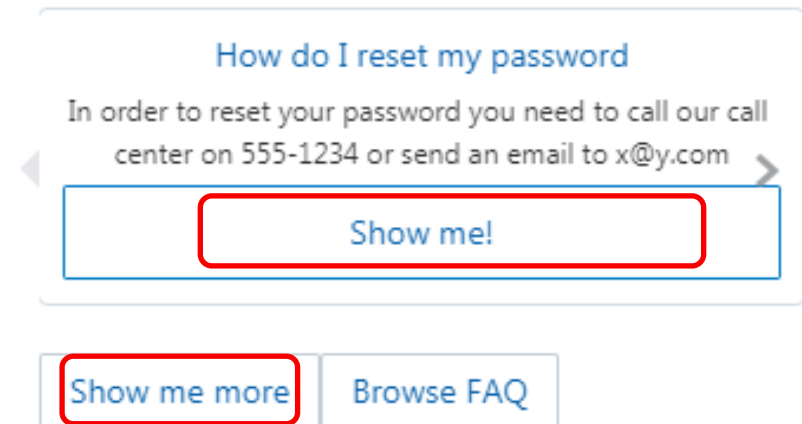 How do I reset my password
In order to reset your password you need to call our call
center on 555-1234 or send an email to x@y.com
Show me!
Show me more
Browse FAQ